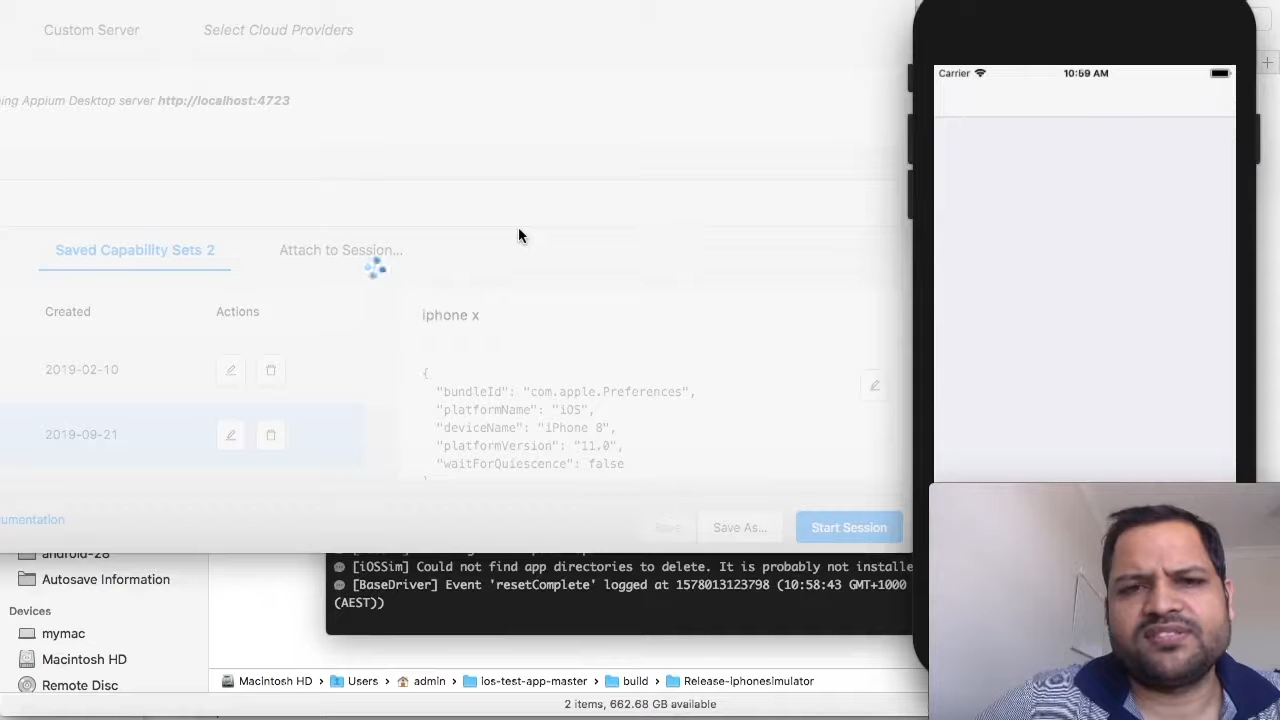 Custom Server
Select Cloud Providers
ning Appium Desktop server http://localhost:4723
Saved Capability Sets 2
Attach to Session...
Created
Actions
iphone x
2019-02-10
{
"bundleId": "com.apple.Preferences",
"platformName": "iOS",
"deviceName": "iPhone 8",
"platformVersion": "11.0",
"waitForQuiescence": false
2019-09-21
umentation
Save
Save As...
Start Session
android-28
Autosave Information
Devices
mymac
Macintosh HD
Remote Disc
[iOSSim] Could not find app directories to delete. It is probably not installe
[BaseDriver] Event 'resetComplete' logged at 1578013123798 (10:58:43 GMT+1000
(AEST))
Macintosh HD › Users › admin › ios-test-app-master › build › Release-iphonesimulator
2 items, 662.68 GB available
Carrier
10:59 AM